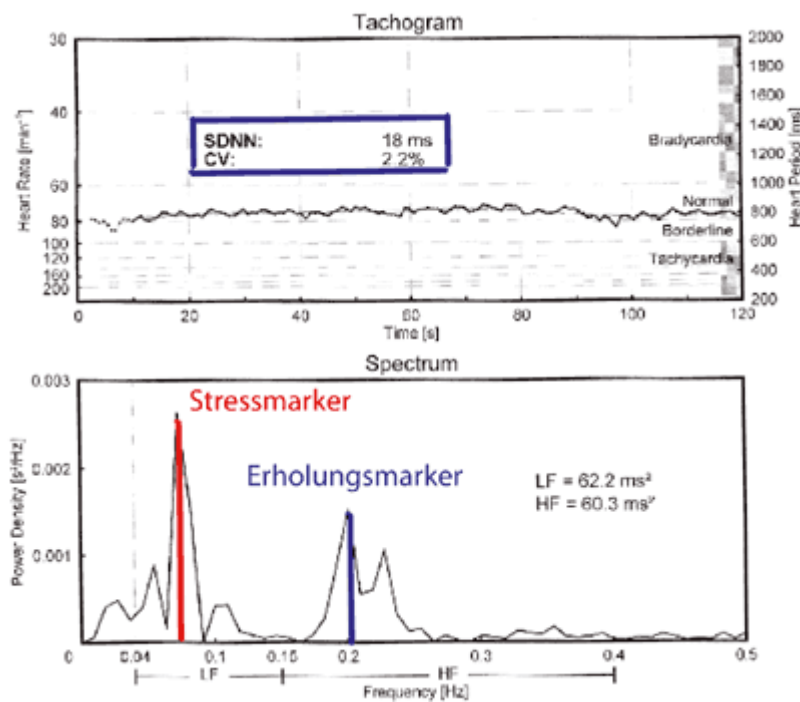 Tachogram
Heart Rate [min⁻¹]
30
40
60
80
100
120
160
200
SDNN: 18 ms
CV: 2.2%
Bradycardia
Normal
Borderline
Tachycardia
2000
1800
1600
1400
1200
1000
800
600
400
200
Heart Period [ms]
0 20 40 60 80 100 120
Time [s]
Spectrum
Power Density [s²/Hz]
0.003
0.002
0.001
Stressmarker
Erholungsmarker
LF = 62.2 ms²
HF = 60.3 ms²
0 0.04 0.1 0.15 0.2 0.3 0.4 0.5
LF HF
Frequency [Hz]